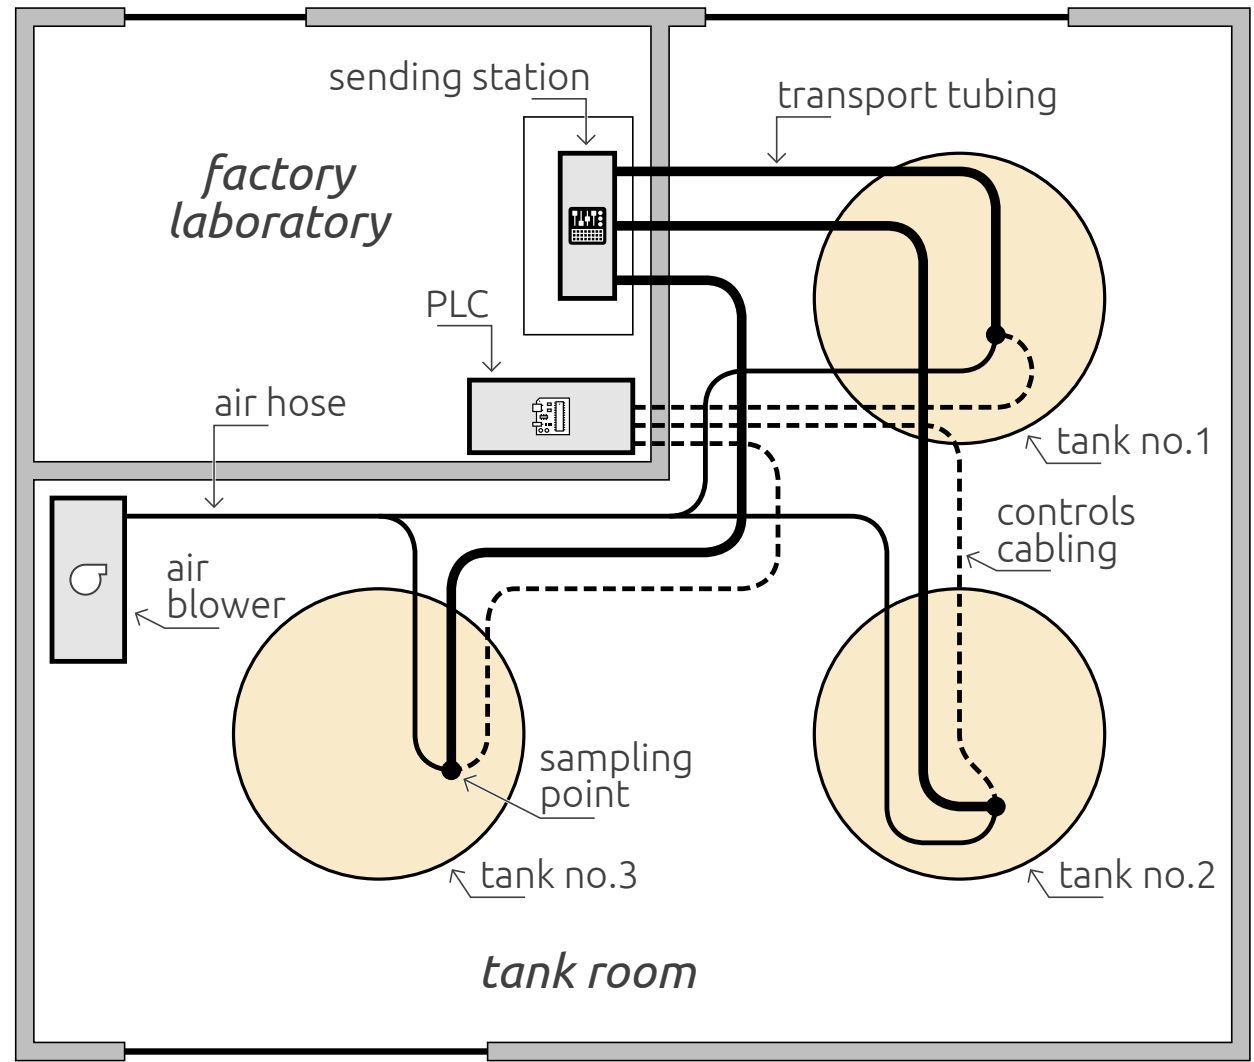 sending station
transport tubing
factory
laboratory
PLC
air hose
tank no.1
controls
cabling
air
blower
sampling
point
tank no.3
tank no.2
tank room